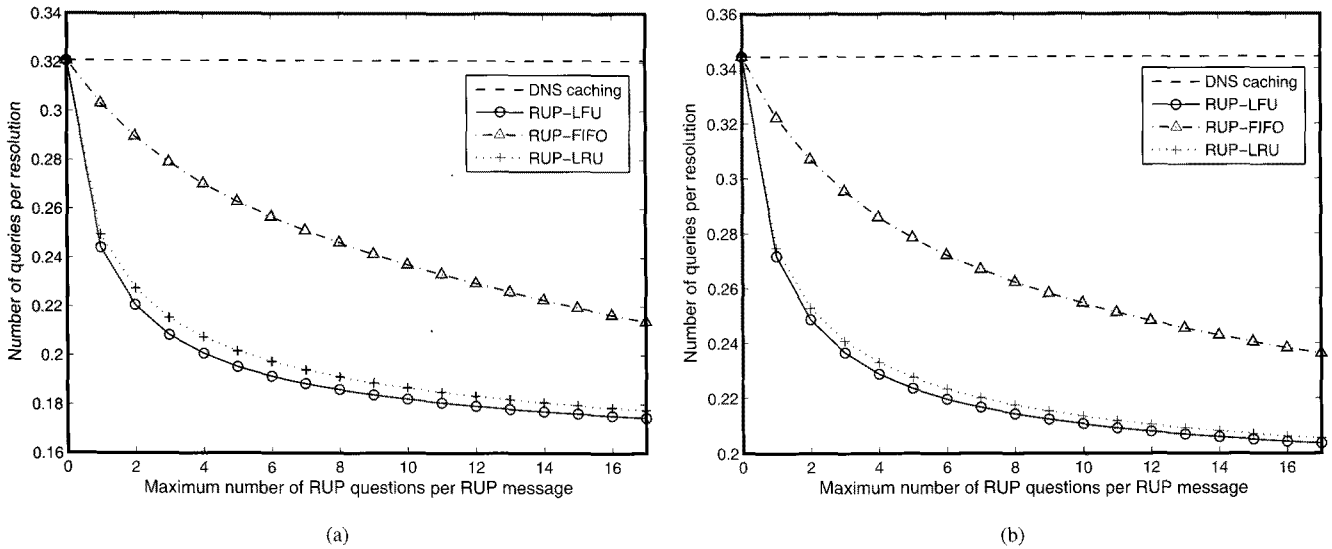 0.32
0.3
0.28
0.26
0.24
0.22
0.2
0.18
0.16
Number of queries per resolution
DNS caching
RUP-LFU
RUP-FIFO
RUP-LRU
0 2 4 6 8 10 12 14 16
Maximum number of RUP questions per RUP message
(a)
0.36
0.34
0.32
0.3
0.28
0.26
0.24
0.22
0.2
Number of queries per resolution
DNS caching
RUP-LFU
RUP-FIFO
RUP-LRU
0 2 4 6 8 10 12 14 16
Maximum number of RUP questions per RUP message
(b)